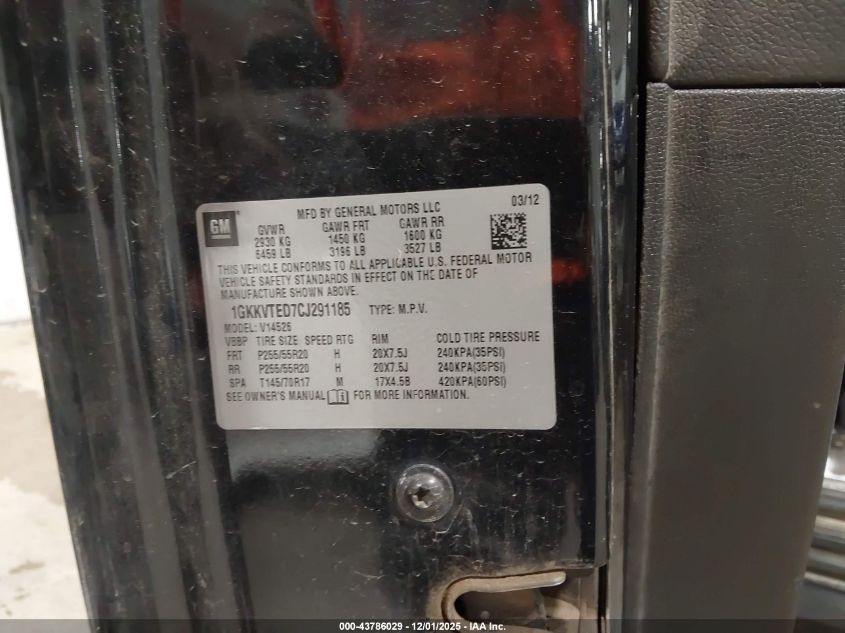 GM
MFD BY GENERAL MOTORS LLC 03/12
GVWR GAWR FRT GAWR RR
2930 KG 1450 KG 1600 KG
6459 LB 3196 LB 3527 LB
THIS VEHICLE CONFORMS TO ALL APPLICABLE U.S. FEDERAL MOTOR
VEHICLE SAFETY STANDARDS IN EFFECT ON THE DATE OF
MANUFACTURE SHOWN ABOVE.
1GKKVTED7CJ291185 TYPE: M.P.V.
MODEL: V14526
VBBP TIRE SIZE SPEED RTG RIM COLD TIRE PRESSURE
FRT P255/55R20 H 20X7.5J 240KPA(35PSI)
RR P255/55R20 H 20X7.5J 240KPA(35PSI)
SPA T145/70R17 M 17X4.5B 420KPA(60PSI)
SEE OWNER'S MANUAL FOR MORE INFORMATION.
000-43786029 - 12/01/2025 - IAA Inc.